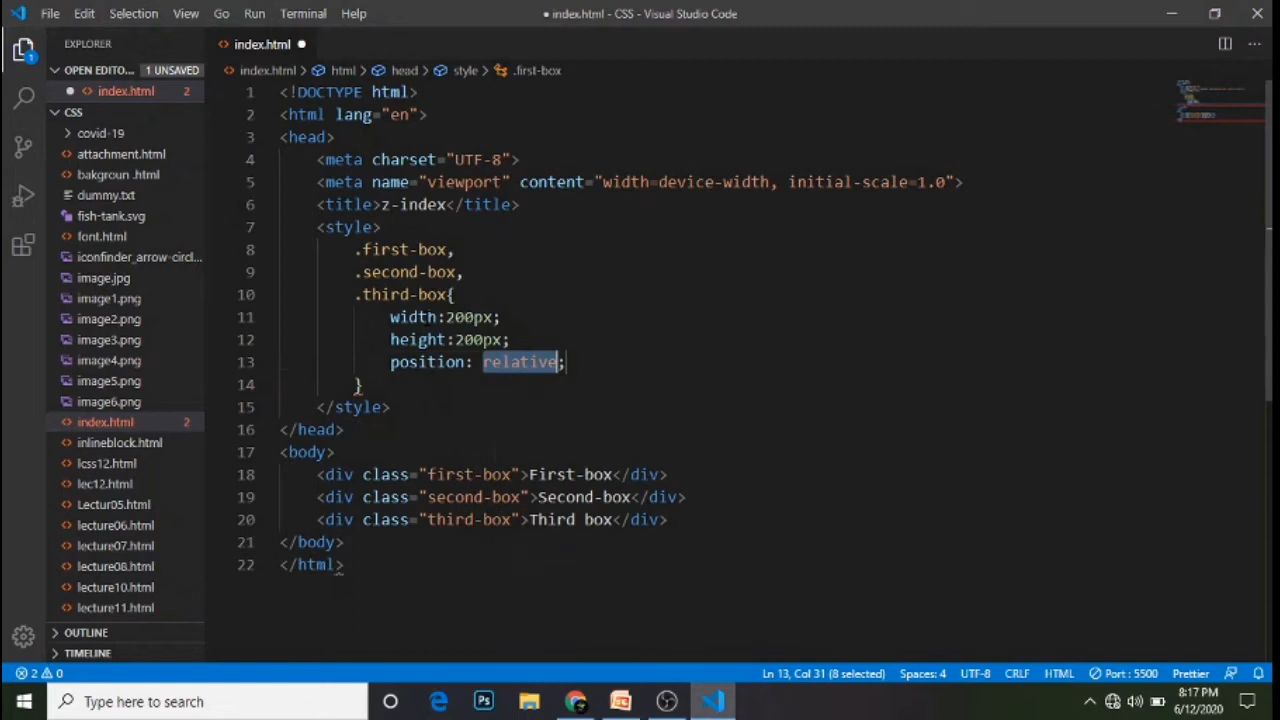 File Edit Selection View Go Run Terminal Help
● index.html - CSS - Visual Studio Code
1
EXPLORER
index.html ●
OPEN EDITO... 1 UNSAVED
● index.html 2
CSS
covid-19
attachment.html
bakgroun .html
dummy.txt
fish-tank.svg
font.html
iconfinder_arrow-circl...
image.jpg
image1.png
image2.png
image3.png
image4.png
image5.png
image6.png
index.html 2
inlineblock.html
lcss12.html
lec12.html
Lectur05.html
lecture06.html
lecture07.html
lecture08.html
lecture10.html
lecture11.html
OUTLINE
TIMELINE
index.html > html > head > style > .first-box
1 <!DOCTYPE html>
2 <html lang="en">
3 <head>
4 <meta charset="UTF-8">
5 <meta name="viewport" content="width=device-width, initial-scale=1.0">
6 <title>z-index</title>
7 <style>
8 .first-box,
9 .second-box,
10 .third-box{
11 width:200px;
12 height:200px;
13 position: relative;
14 }
15 </style>
16 </head>
17 <body>
18 <div class="first-box">First-box</div>
19 <div class="second-box">Second-box</div>
20 <div class="third-box">Third box</div>
21 </body>
22 </html>
2 0 Ln 13, Col 31 (8 selected) Spaces: 4 UTF-8 CRLF HTML Port : 5500 Prettier
Type here to search
Ps
8:17 PM
6/12/2020